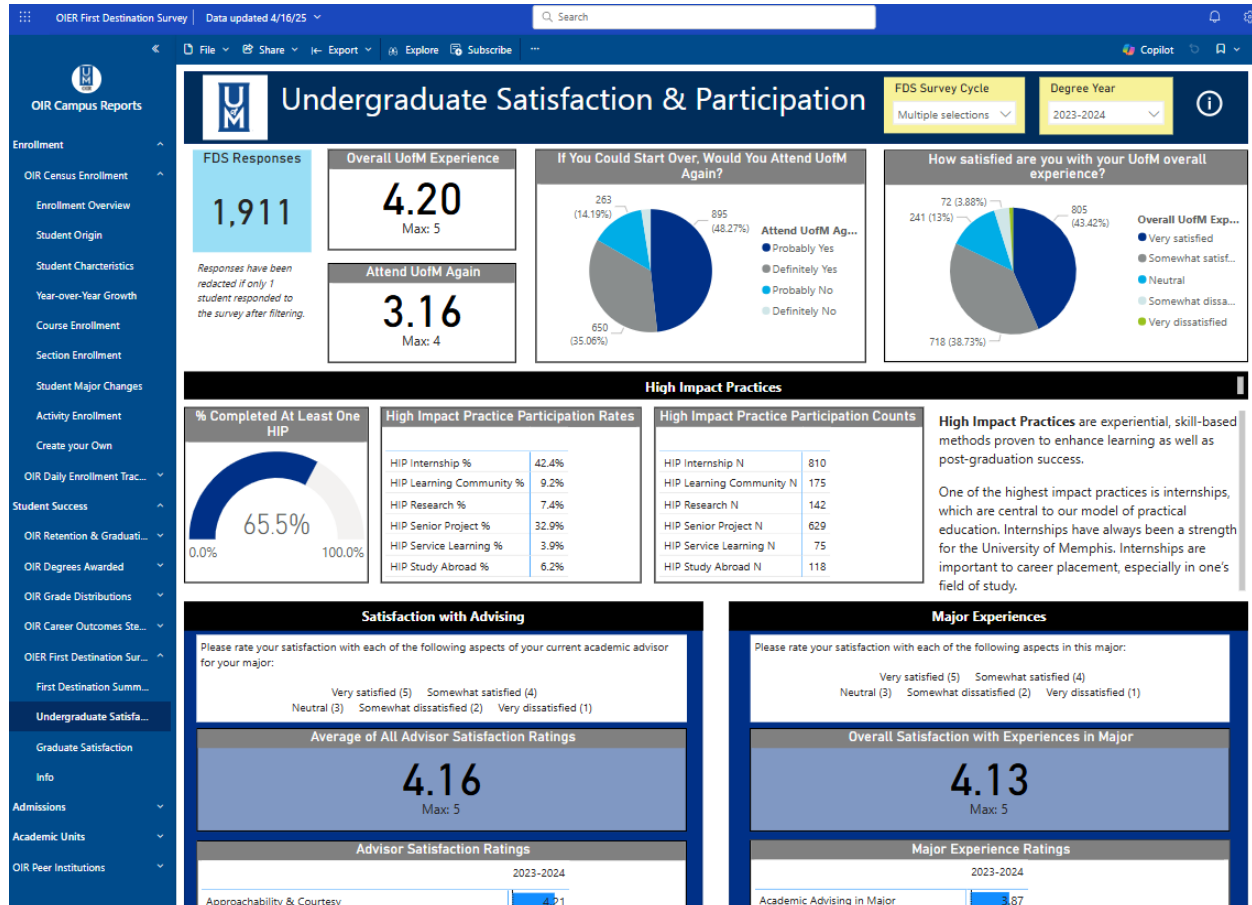 OIER First Destination Survey
Data updated 4/16/25
Search
File
Share
Export
Explore
Subscribe
Copilot
OIR Campus Reports
Enrollment
OIR Census Enrollment
Enrollment Overview
Student Origin
Student Charcteristics
Year-over-Year Growth
Course Enrollment
Section Enrollment
Student Major Changes
Activity Enrollment
Create your Own
OIR Daily Enrollment Trac...
Student Success
OIR Retention & Graduati...
OIR Degrees Awarded
OIR Grade Distributions
OIR Career Outcomes Ste...
OIER First Destination Sur...
First Destination Summ...
Undergraduate Satisfa...
Graduate Satisfaction
Info
Admissions
Academic Units
OIR Peer Institutions
Undergraduate Satisfaction & Participation
FDS Survey Cycle
Multiple selections
Degree Year
2023-2024
FDS Responses
1,911
Responses have been
redacted if only 1
student responded to
the survey after filtering.
Overall UofM Experience
4.20
Max: 5
Attend UofM Again
3.16
Max: 4
If You Could Start Over, Would You Attend UofM
Again?
263
(14.19%)
895
(48.27%)
650
(35.06%)
Attend UofM Ag...
Probably Yes
Definitely Yes
Probably No
Definitely No
How satisfied are you with your UofM overall
experience?
72 (3.88%)
241 (13%)
805
(43.42%)
718 (38.73%)
Overall UofM Exp...
Very satisfied
Somewhat satisf...
Neutral
Somewhat dissa...
Very dissatisfied
High Impact Practices
% Completed At Least One
HIP
65.5%
0.0%
100.0%
High Impact Practice Participation Rates
HIP Internship % 42.4%
HIP Learning Community % 9.2%
HIP Research % 7.4%
HIP Senior Project % 32.9%
HIP Service Learning % 3.9%
HIP Study Abroad % 6.2%
High Impact Practice Participation Counts
HIP Internship N 810
HIP Learning Community N 175
HIP Research N 142
HIP Senior Project N 629
HIP Service Learning N 75
HIP Study Abroad N 118
High Impact Practices are experiential, skill-based
methods proven to enhance learning as well as
post-graduation success.
One of the highest impact practices is internships,
which are central to our model of practical
education. Internships have always been a strength
for the University of Memphis. Internships are
important to career placement, especially in one's
field of study.
Satisfaction with Advising
Please rate your satisfaction with each of the following aspects of your current academic advisor
for your major:
Very satisfied (5) Somewhat satisfied (4)
Neutral (3) Somewhat dissatisfied (2) Very dissatisfied (1)
Average of All Advisor Satisfaction Ratings
4.16
Max: 5
Advisor Satisfaction Ratings
2023-2024
Approachability & Courtesy 4.21
Major Experiences
Please rate your satisfaction with each of the following aspects in this major:
Very satisfied (5) Somewhat satisfied (4)
Neutral (3) Somewhat dissatisfied (2) Very dissatisfied (1)
Overall Satisfaction with Experiences in Major
4.13
Max: 5
Major Experience Ratings
2023-2024
Academic Advising in Major 3.87